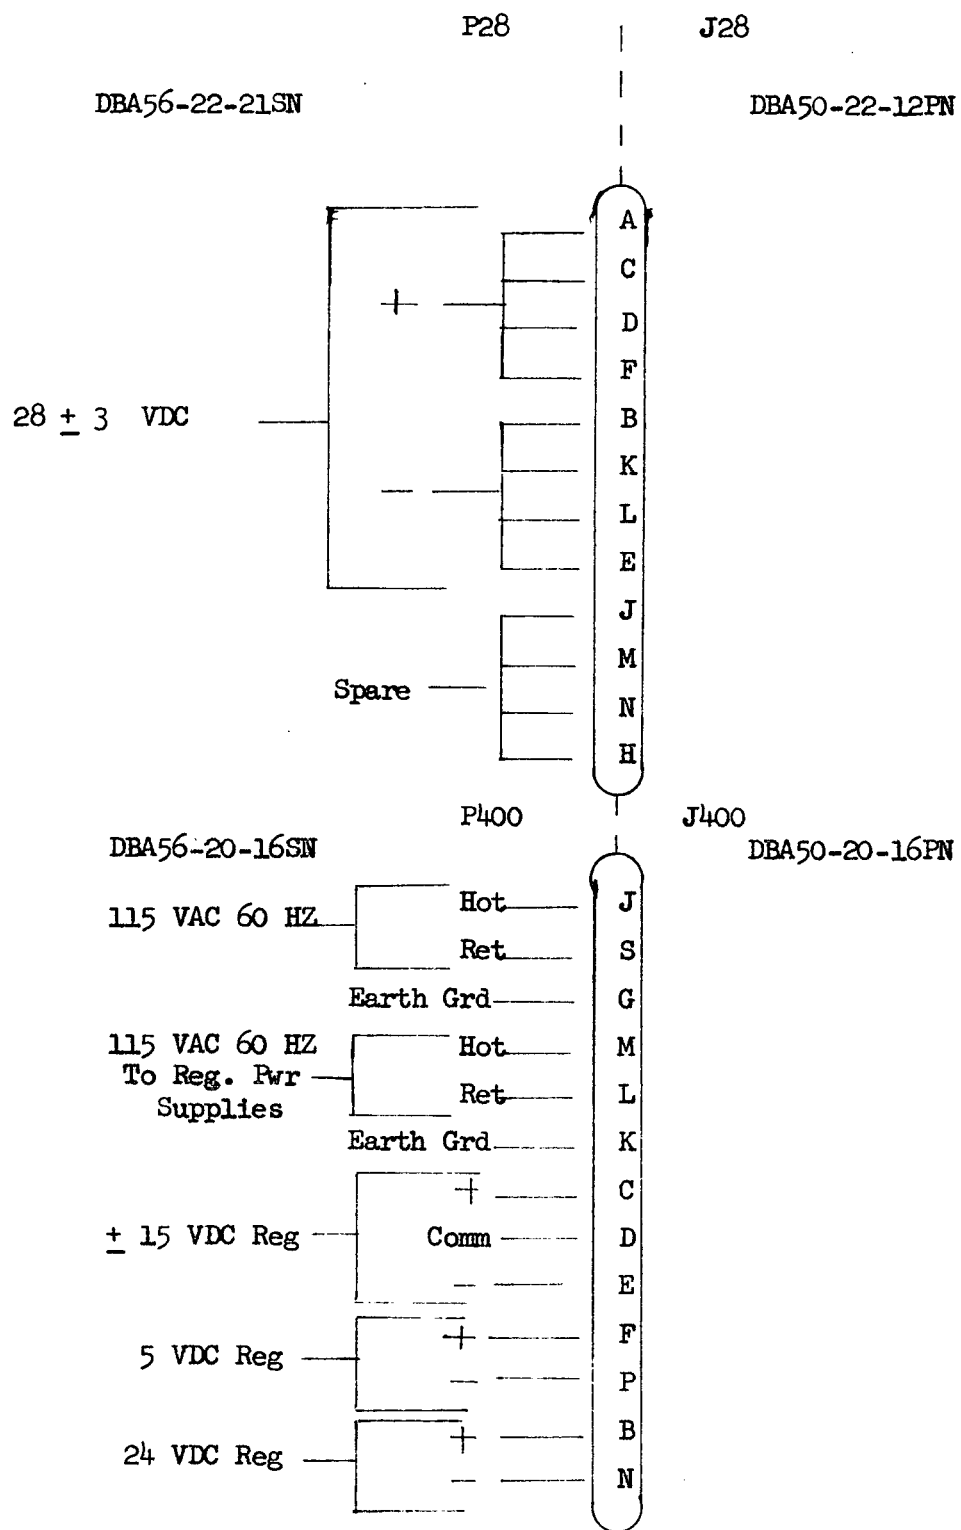 P28 J28
DBA56-22-21SN DBA50-22-12PN
A
C
+ D
F
28 ± 3 VDC B
K
- L
E
J
M
Spare N
H
P400 J400
DBA56-20-16SN DBA50-20-16PN
115 VAC 60 HZ Hot J
Ret S
Earth Grd G
115 VAC 60 HZ Hot M
To Reg. Pwr Ret L
Supplies
Earth Grd K
+ C
± 15 VDC Reg Comm D
- E
+ F
5 VDC Reg - P
+ B
24 VDC Reg - N